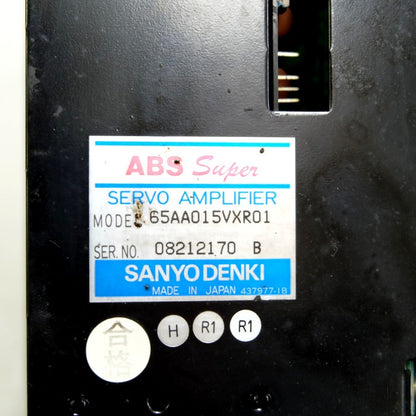 ABS Super
SERVO AMPLIFIER
MODEL 65AA015VXR01
SER. NO. 08212170 B
SANYO DENKI
MADE IN JAPAN 437977-1B
H R1 R1
合格